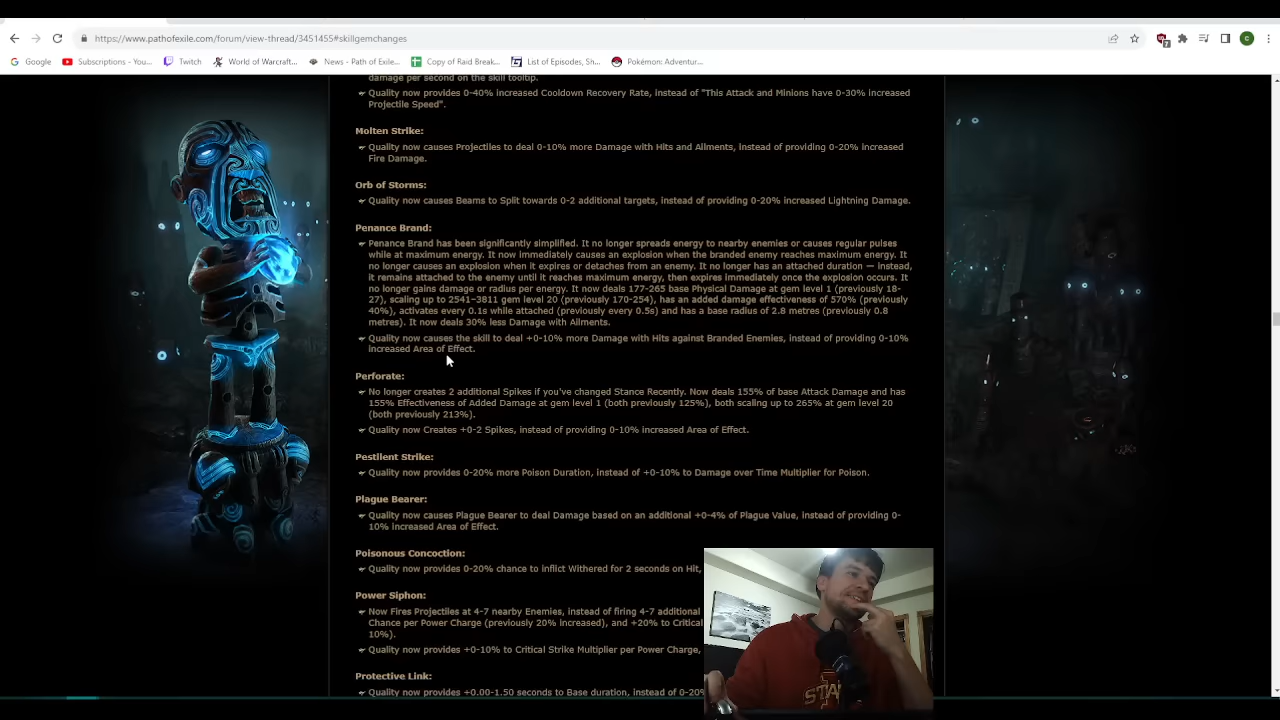 https://www.pathofexile.com/forum/view-thread/3451455#skillgemchanges
7
C
Google
Subscriptions - You...
Twitch
World of Warcraft...
News - Path of Exile...
Copy of Raid Break...
List of Episodes, Sh...
Pokémon: Adventur...
damage per second on the skill tooltip.
Quality now provides 0-40% increased Cooldown Recovery Rate, instead of "This Attack and Minions have 0-30% increased
Projectile Speed".
Molten Strike:
Quality now causes Projectiles to deal 0-10% more Damage with Hits and Ailments, instead of providing 0-20% increased
Fire Damage.
Orb of Storms:
Quality now causes Beams to Split towards 0-2 additional targets, instead of providing 0-20% increased Lightning Damage.
Penance Brand:
Penance Brand has been significantly simplified. It no longer spreads energy to nearby enemies or causes regular pulses
while at maximum energy. It now immediately causes an explosion when the branded enemy reaches maximum energy. It
no longer causes an explosion when it expires or detaches from an enemy. It no longer has an attached duration — instead,
it remains attached to the enemy until it reaches maximum energy, then expires immediately once the explosion occurs. It
no longer gains damage or radius per energy. It now deals 177-265 base Physical Damage at gem level 1 (previously 18-
27), scaling up to 2541–3811 gem level 20 (previously 170-254), has an added damage effectiveness of 570% (previously
40%), activates every 0.1s while attached (previously every 0.5s) and has a base radius of 2.8 metres (previously 0.8
metres). It now deals 30% less Damage with Ailments.
Quality now causes the skill to deal +0-10% more Damage with Hits against Branded Enemies, instead of providing 0-10%
increased Area of Effect.
Perforate:
No longer creates 2 additional Spikes if you've changed Stance Recently. Now deals 155% of base Attack Damage and has
155% Effectiveness of Added Damage at gem level 1 (both previously 125%), both scaling up to 265% at gem level 20
(both previously 213%).
Quality now Creates +0-2 Spikes, instead of providing 0-10% increased Area of Effect.
Pestilent Strike:
Quality now provides 0-20% more Poison Duration, instead of +0-10% to Damage over Time Multiplier for Poison.
Plague Bearer:
Quality now causes Plague Bearer to deal Damage based on an additional +0-4% of Plague Value, instead of providing 0-
10% increased Area of Effect.
Poisonous Concoction:
Quality now provides 0-20% chance to inflict Withered for 2 seconds on Hit,
Power Siphon:
Now Fires Projectiles at 4-7 nearby Enemies, instead of firing 4-7 additional
Chance per Power Charge (previously 20% increased), and +20% to Critical
10%).
Quality now provides +0-10% to Critical Strike Multiplier per Power Charge,
Protective Link:
Quality now provides +0.00-1.50 seconds to Base duration, instead of 0-20%